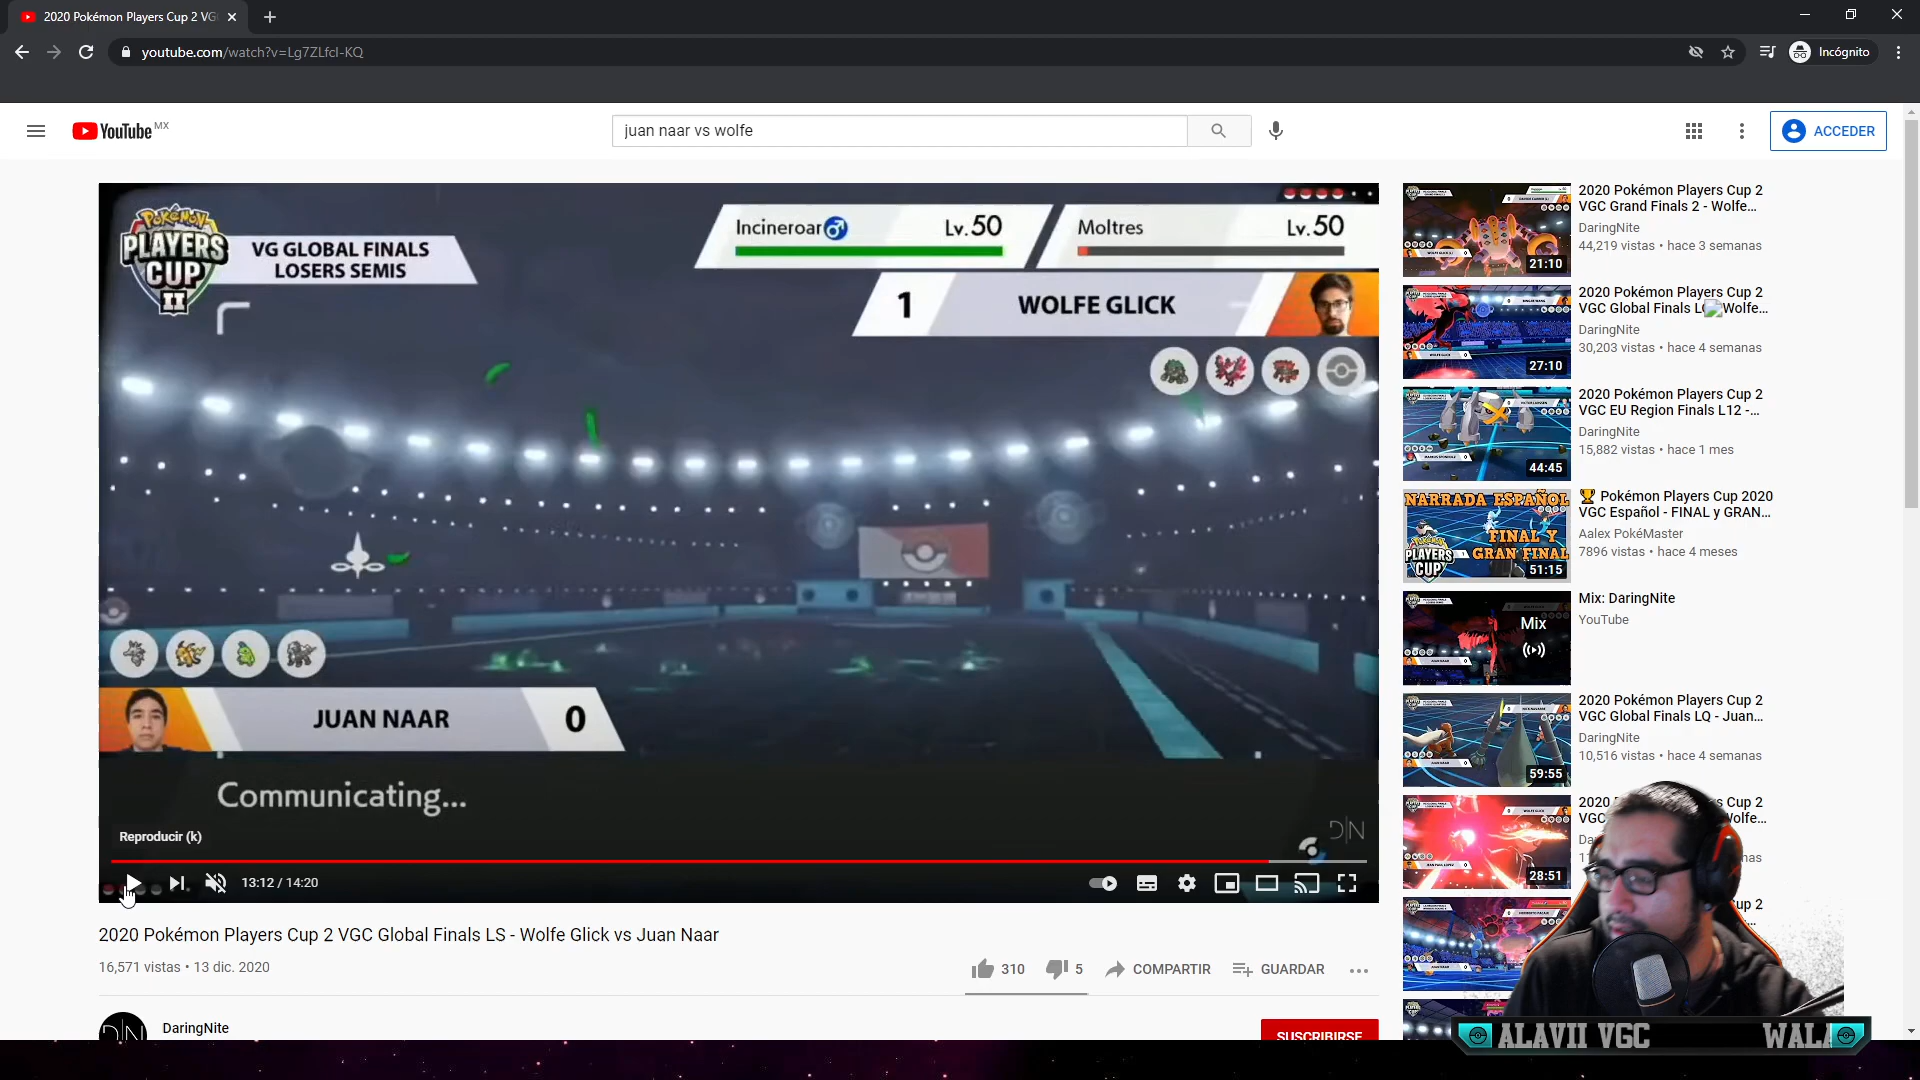 2020 Pokémon Players Cup 2 VG
youtube.com/watch?v=Lg7ZLfcI-KQ
Incógnito
YouTube MX
juan naar vs wolfe
ACCEDER
Pokémon
PLAYERS
CUP
II
VG GLOBAL FINALS
LOSERS SEMIS
Incineroar Lv.50
Moltres Lv.50
1 WOLFE GLICK
JUAN NAAR 0
Communicating...
Reproducir (k)
D|N
13:12 / 14:20
2020 Pokémon Players Cup 2 VGC Global Finals LS - Wolfe Glick vs Juan Naar
16,571 vistas • 13 dic. 2020
310
5
COMPARTIR
GUARDAR
D|N
DaringNite
SUSCRIBIRSE
21:10
2020 Pokémon Players Cup 2
VGC Grand Finals 2 - Wolfe...
DaringNite
44,219 vistas • hace 3 semanas
27:10
2020 Pokémon Players Cup 2
VGC Global Finals Wolfe...
DaringNite
30,203 vistas • hace 4 semanas
44:45
2020 Pokémon Players Cup 2
VGC EU Region Finals L12 -...
DaringNite
15,882 vistas • hace 1 mes
NARRADA ESPAÑOL
FINAL Y
GRAN FINAL
PLAYERS
CUP
51:15
Pokémon Players Cup 2020
VGC Español - FINAL y GRAN...
Aalex PokéMaster
7896 vistas • hace 4 meses
Mix
Mix: DaringNite
YouTube
59:55
2020 Pokémon Players Cup 2
VGC Global Finals LQ - Juan...
DaringNite
10,516 vistas • hace 4 semanas
28:51
2020
Cup 2
VGC
ALAVII VGC